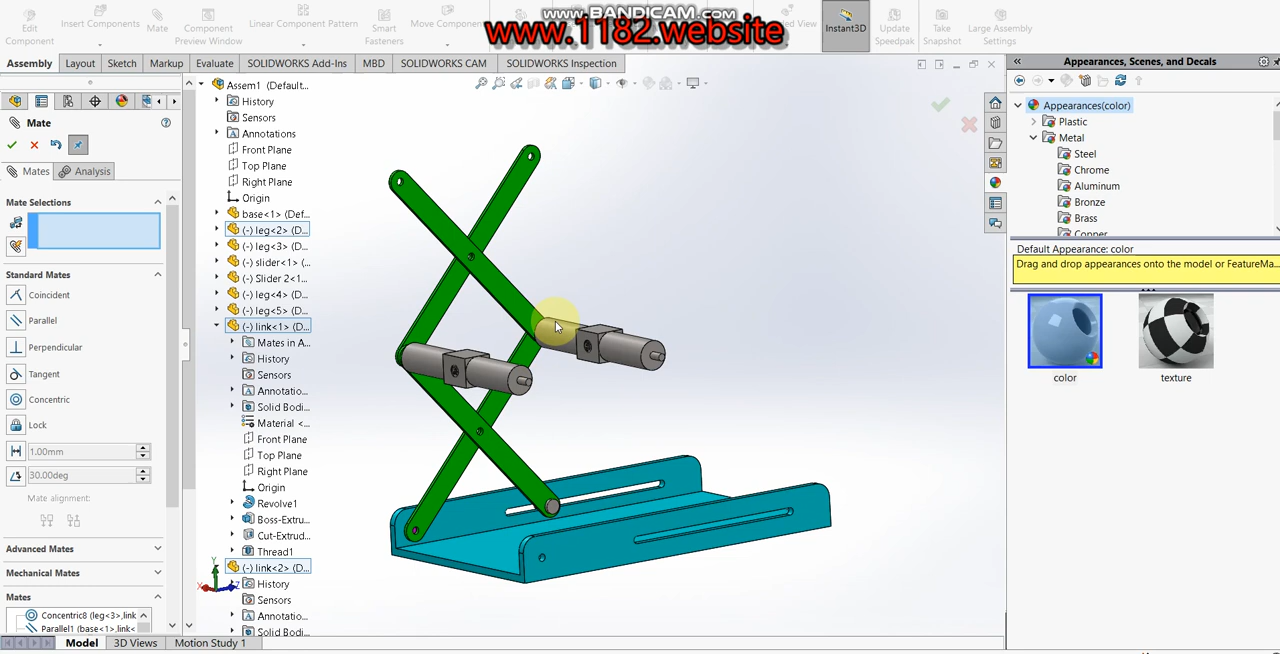 www.BANDICAM.com
www.1182.website
Edit Component
Insert Components
Mate
Component Preview Window
Linear Component Pattern
Smart Fasteners
Move Component
Update Speedpak
Instant3D
Take Snapshot
Large Assembly Settings
Assembly
Layout
Sketch
Markup
Evaluate
SOLIDWORKS Add-Ins
MBD
SOLIDWORKS CAM
SOLIDWORKS Inspection
Mate
Mates
Analysis
Mate Selections
Standard Mates
Coincident
Parallel
Perpendicular
Tangent
Concentric
Lock
1.00mm
30.00deg
Mate alignment:
Advanced Mates
Mechanical Mates
Mates
Concentric8 (leg<3>,link
Parallel1 (base<1>,link<
Assem1 (Default...
History
Sensors
Annotations
Front Plane
Top Plane
Right Plane
Origin
base<1> (Def...
(-) leg<2> (D...
(-) leg<3> (D...
(-) slider<1> (...
(-) Slider 2<1...
(-) leg<4> (D...
(-) leg<5> (D...
(-) link<1> (D...
Mates in A...
History
Sensors
Annotatio...
Solid Bodi...
Material <...
Front Plane
Top Plane
Right Plane
Origin
Revolve1
Boss-Extru...
Cut-Extrud...
Thread1
(-) link<2> (D...
History
Sensors
Annotatio...
Solid Bodi...
Y
X
Z
Model
3D Views
Motion Study 1
Appearances, Scenes, and Decals
Appearances(color)
Plastic
Metal
Steel
Chrome
Aluminum
Bronze
Brass
Copper
Default Appearance: color
Drag and drop appearances onto the model or FeatureMa...
color
texture